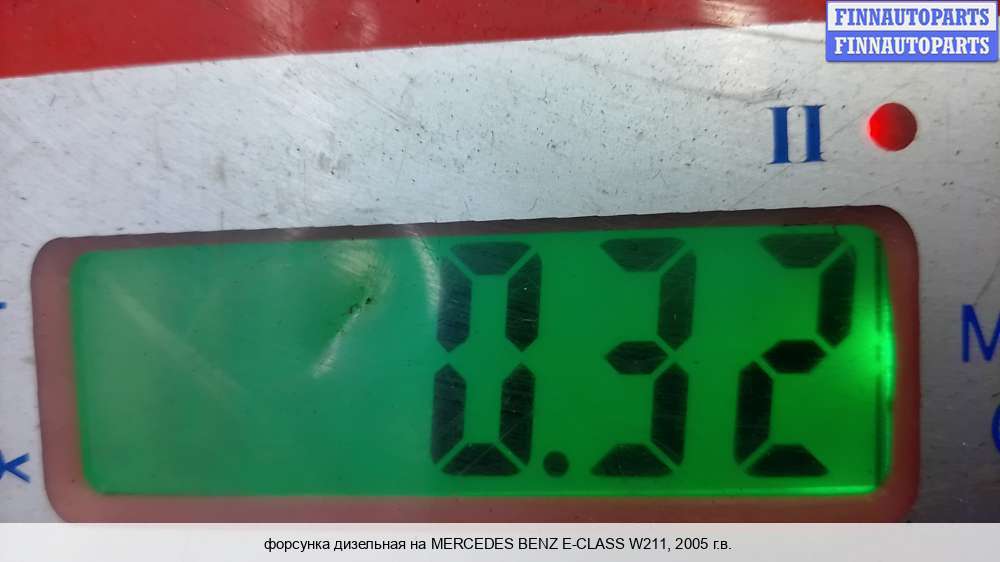 FINNAUTOPARTS
FINNAUTOPARTS
II
0.32
M
форсунка дизельная на MERCEDES BENZ E-CLASS W211, 2005 г.в.